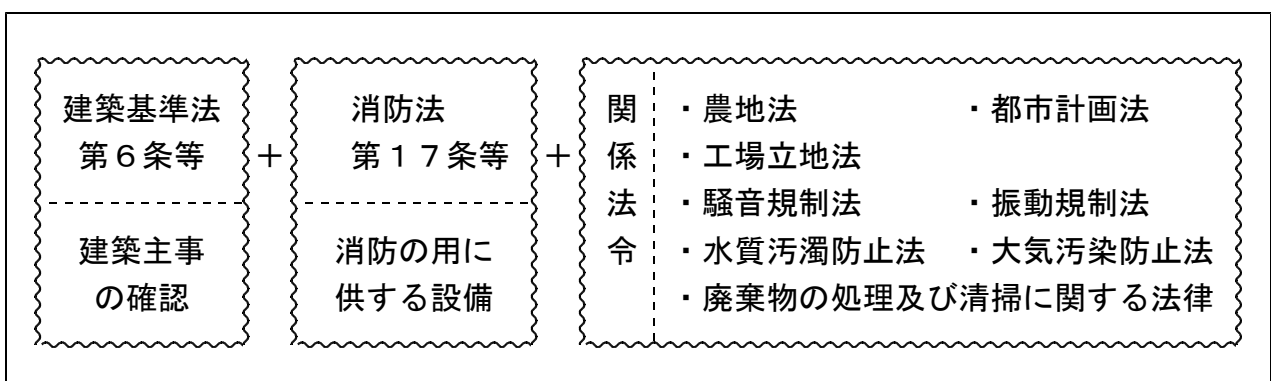 建築基準法
第6条等
建築主事
の確認
+
消防法
第17条等
消防の用に
供する設備
+
関係法令
・農地法 ・都市計画法
・工場立地法
・騒音規制法 ・振動規制法
・水質汚濁防止法 ・大気汚染防止法
・廃棄物の処理及び清掃に関する法律